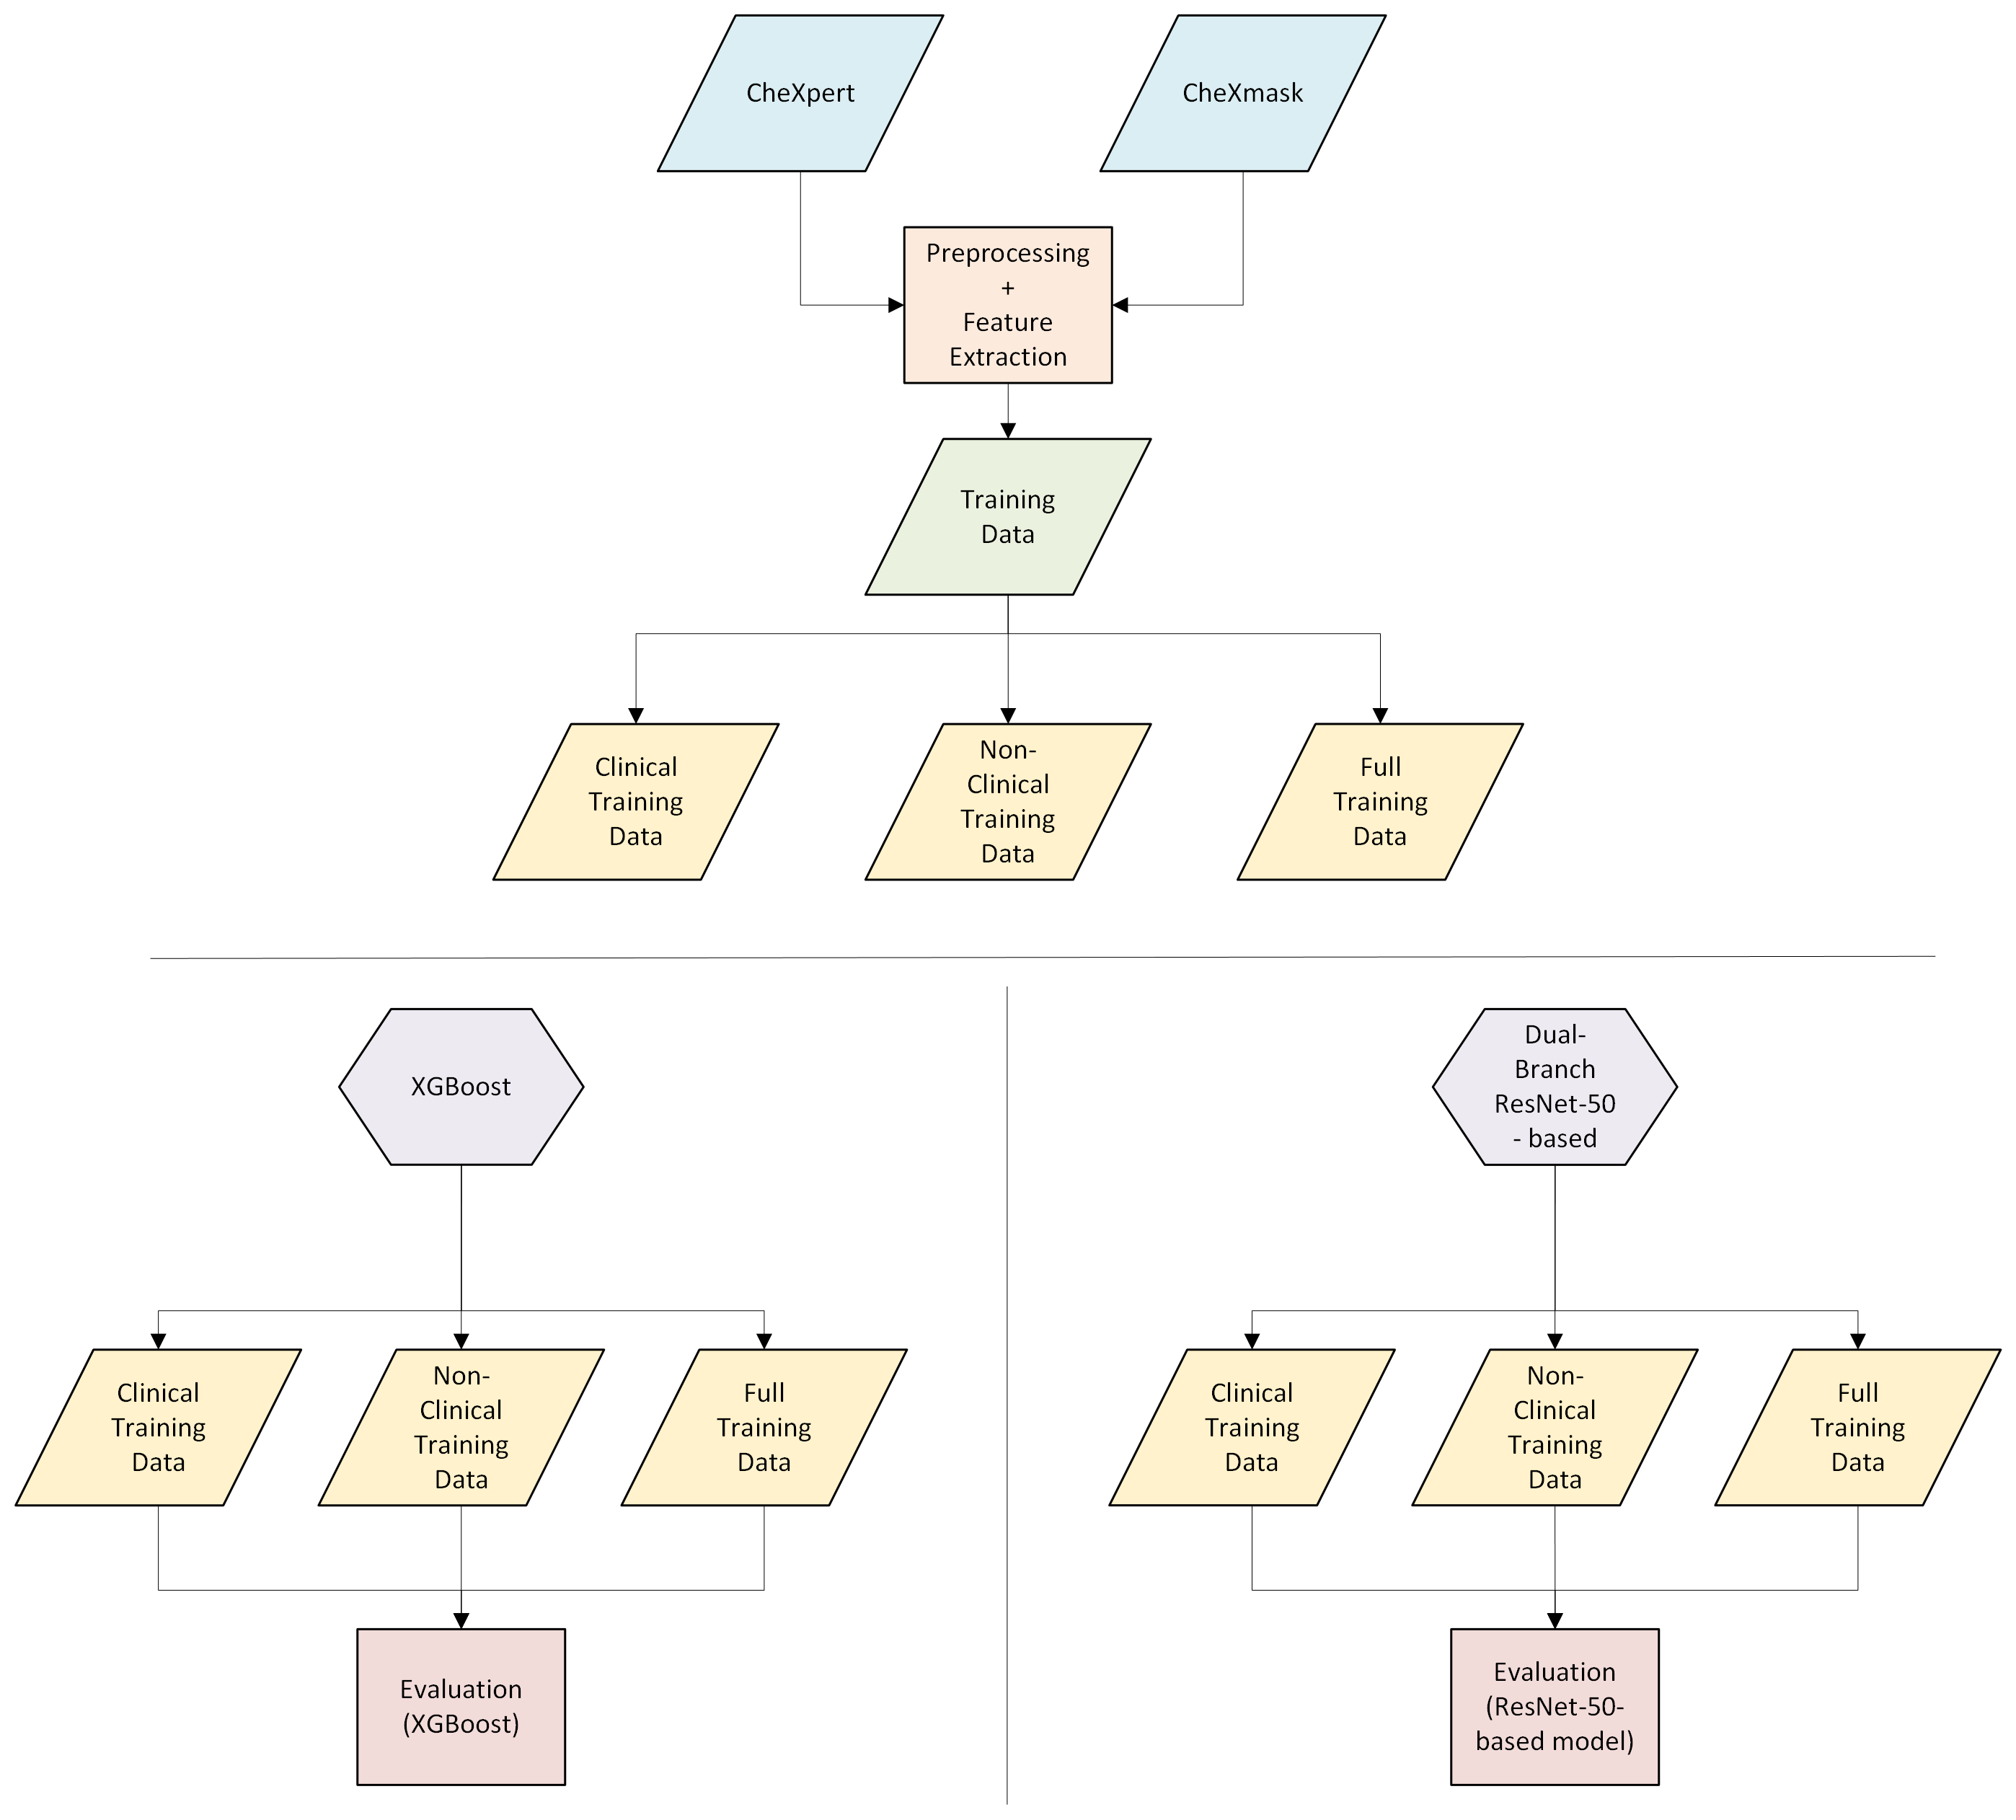 CheXpert
CheXmask
Preprocessing
+
Feature
Extraction
Training
Data
Clinical
Training
Data
Non-
Clinical
Training
Data
Full
Training
Data
XGBoost
Dual-
Branch
ResNet-50
- based
Clinical
Training
Data
Non-
Clinical
Training
Data
Full
Training
Data
Clinical
Training
Data
Non-
Clinical
Training
Data
Full
Training
Data
Evaluation
(XGBoost)
Evaluation
(ResNet-50-
based model)